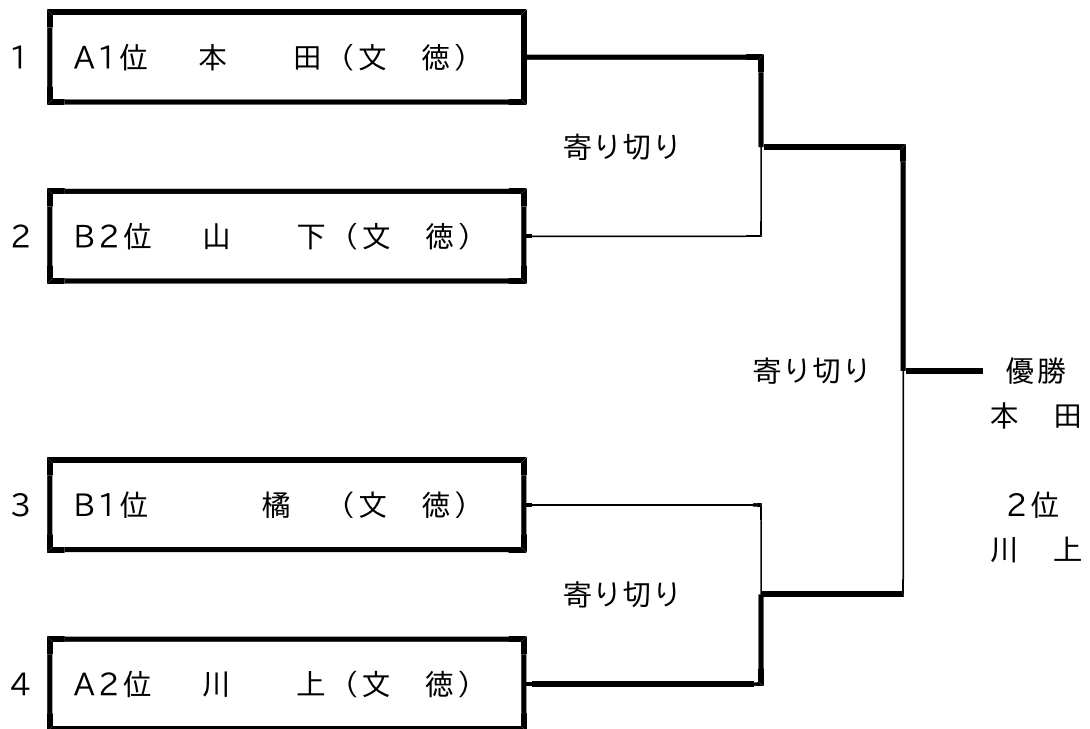 1 A1位 本 田（文 徳）
寄り切り
2 B2位 山 下（文 徳）
寄り切り 優勝
本 田
3 B1位 橘 （文 徳） 2位
川 上
寄り切り
4 A2位 川 上（文 徳）